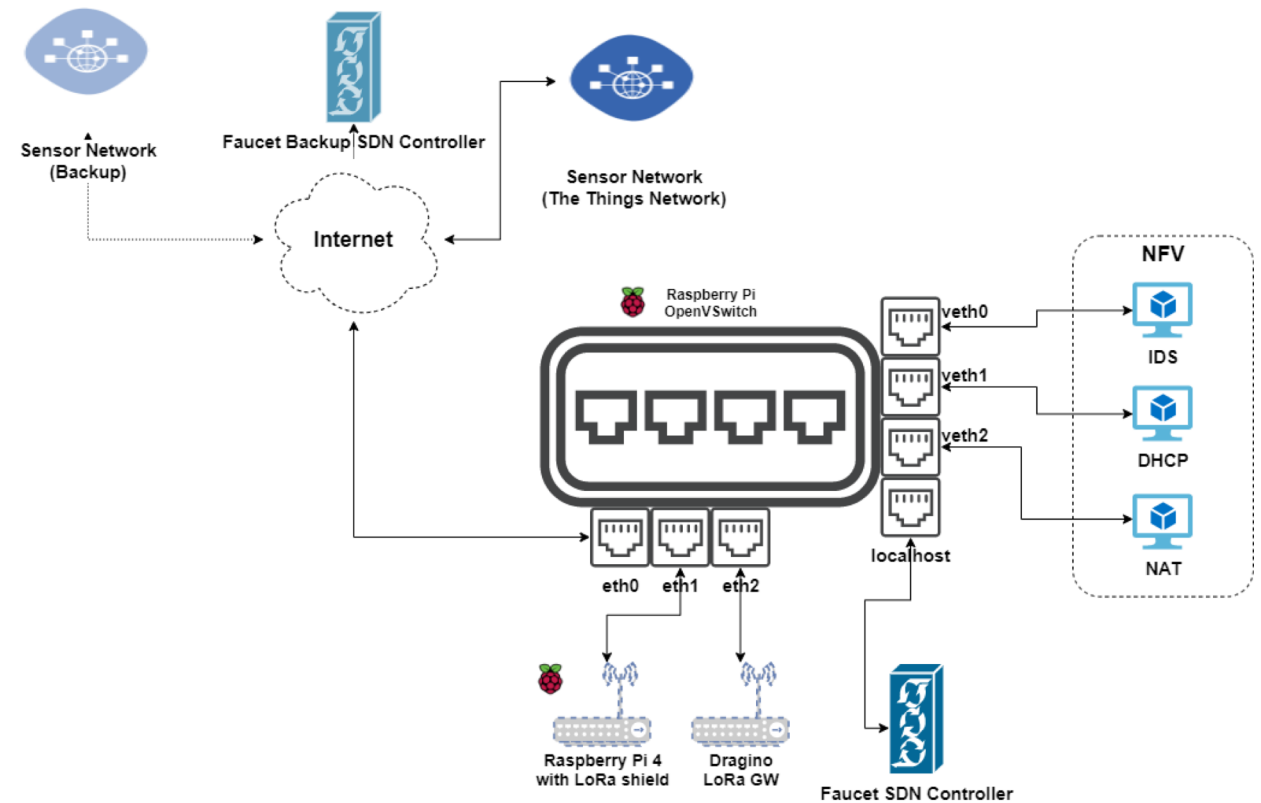 Sensor Network
(Backup)
Faucet Backup SDN Controller
Sensor Network
(The Things Network)
Internet
NFV
Raspberry Pi
OpenVSwitch
veth0
IDS
veth1
veth2
DHCP
localhost
NAT
eth0
eth1
eth2
Raspberry Pi 4
with LoRa shield
Dragino
LoRa GW
Faucet SDN Controller